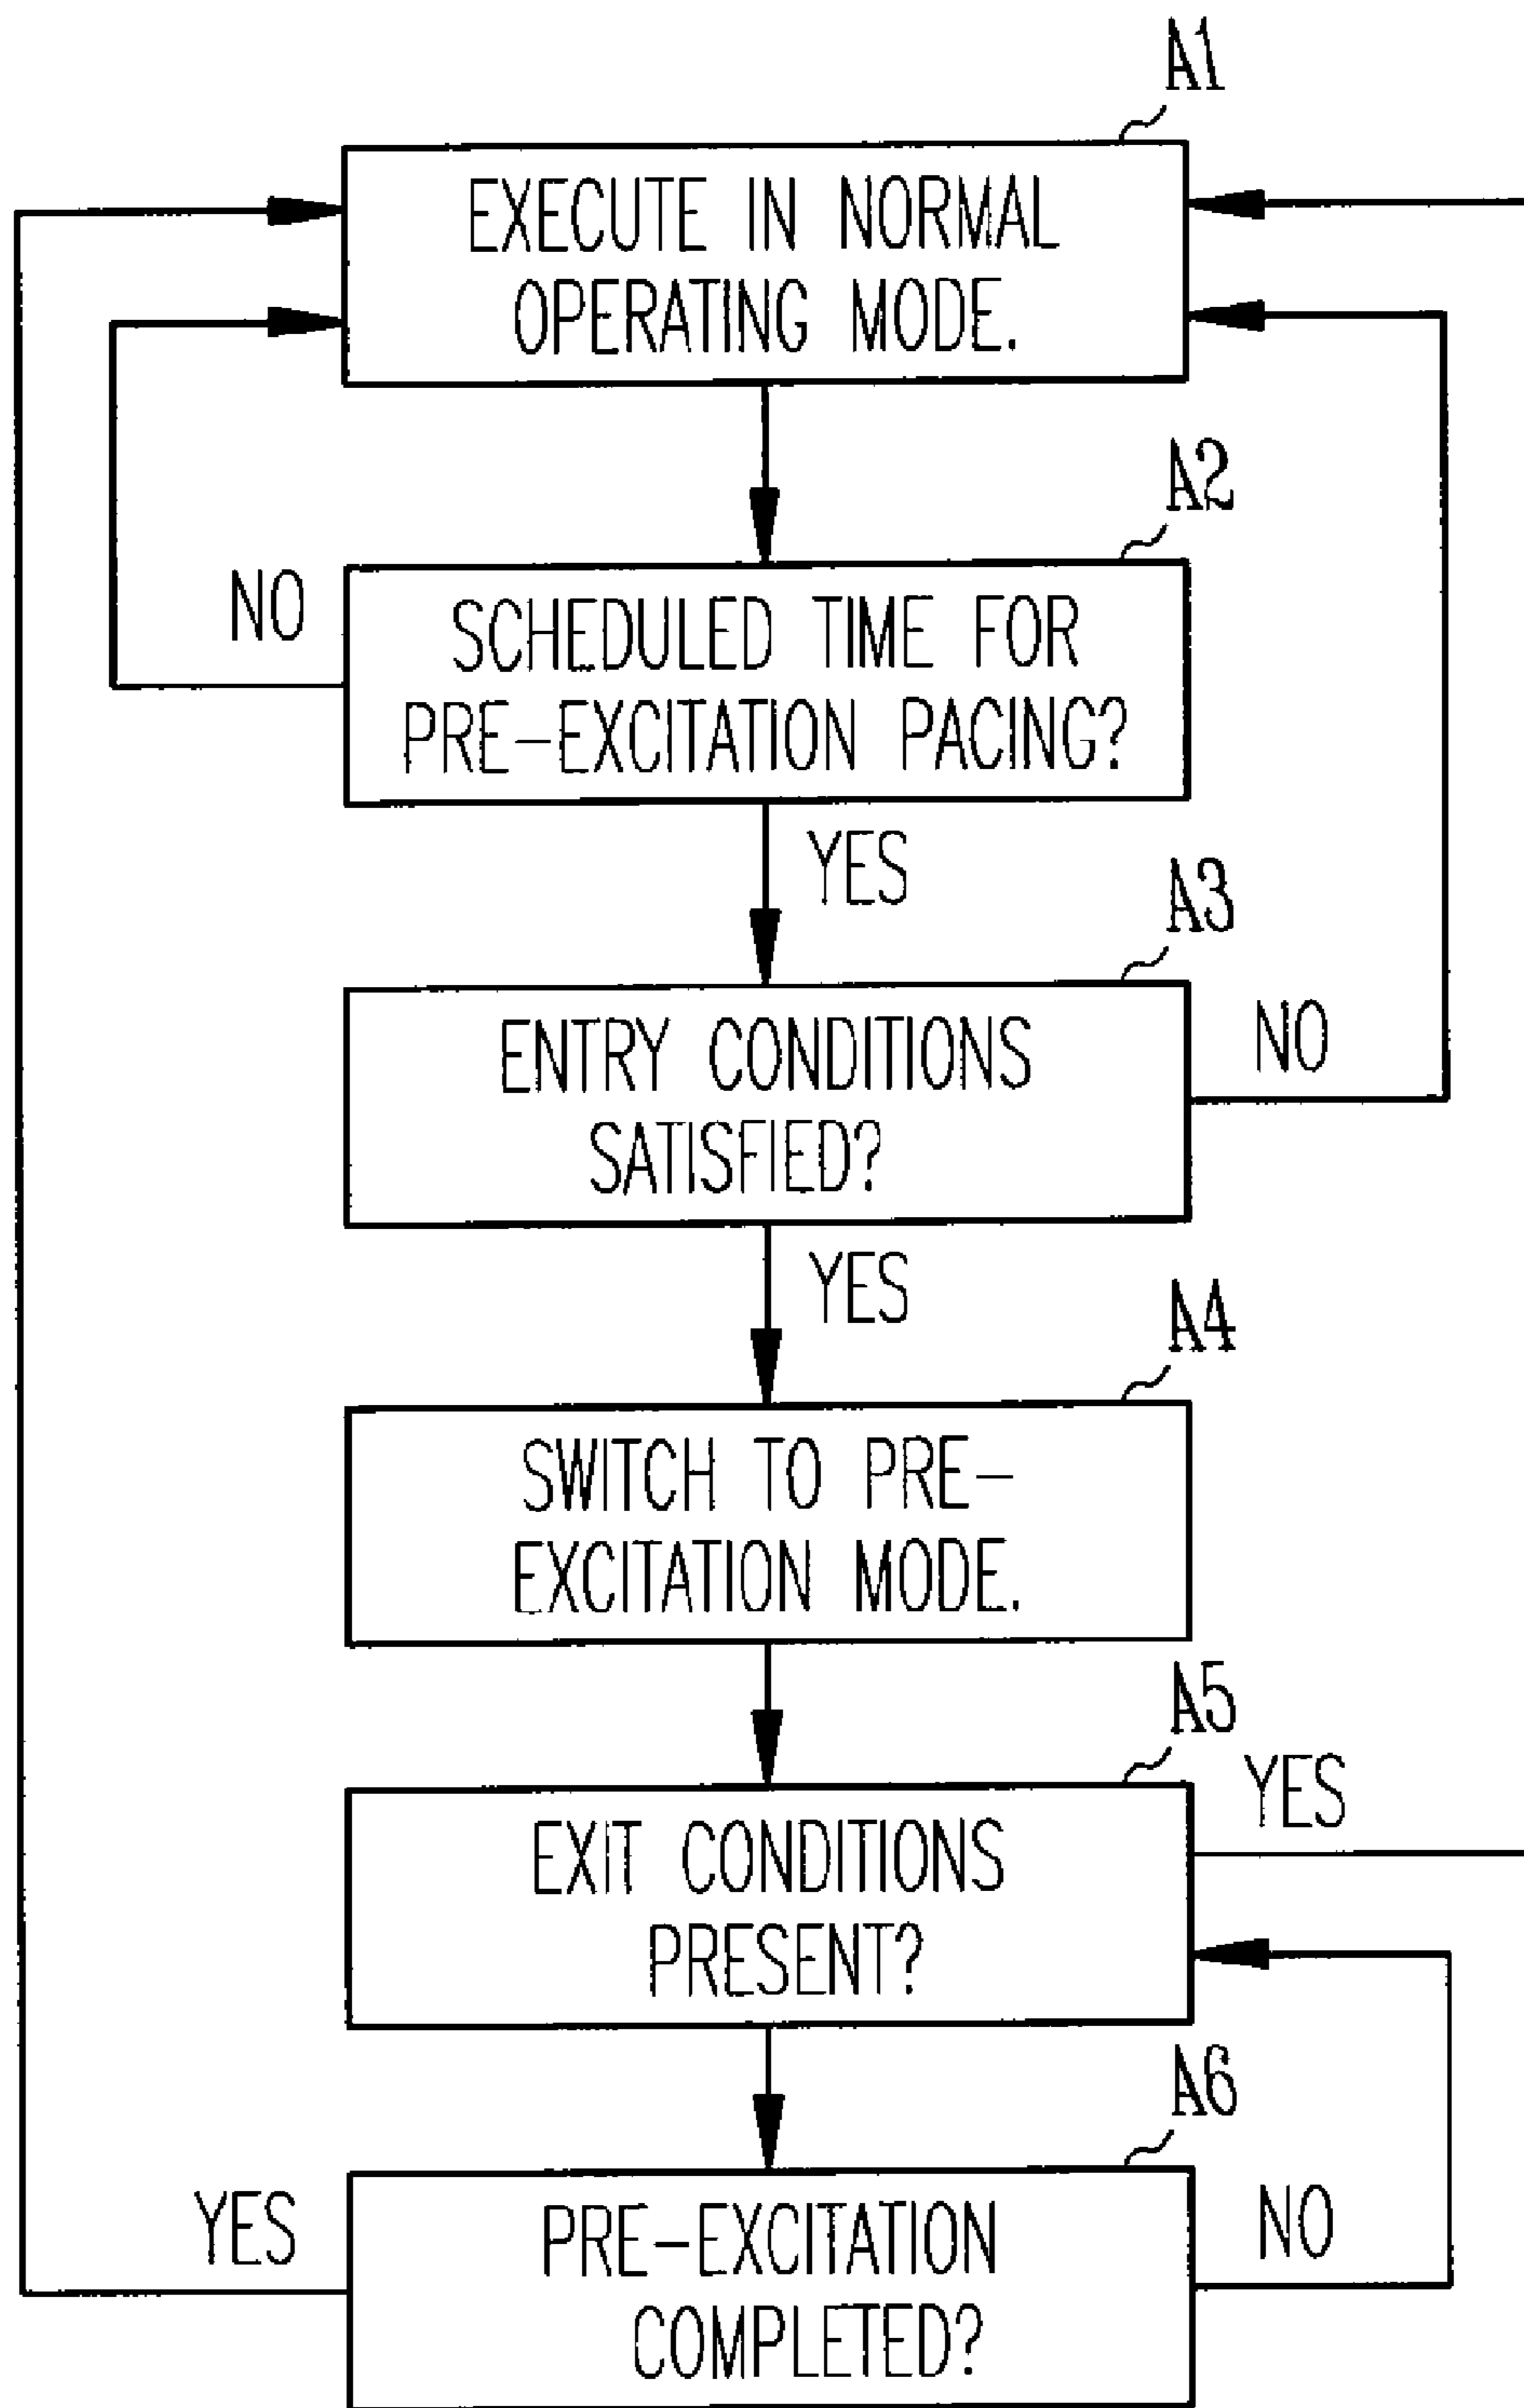 A1
EXECUTE IN NORMAL
OPERATING MODE.
A2
NO
SCHEDULED TIME FOR
PRE-EXCITATION PACING?
YES
A3
ENTRY CONDITIONS
SATISFIED?
NO
YES
A4
SWITCH TO PRE-
EXCITATION MODE.
A5
YES
EXIT CONDITIONS
PRESENT?
A6
YES
PRE-EXCITATION
COMPLETED?
NO